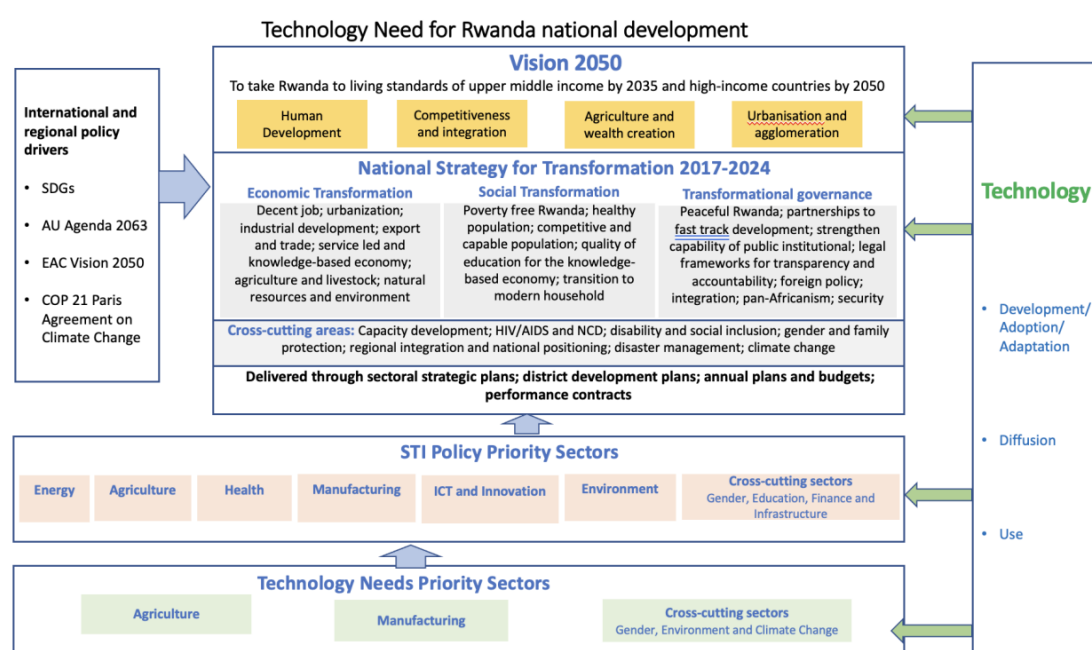 Technology Need for Rwanda national development
International and
regional policy
drivers
• SDGs
• AU Agenda 2063
• EAC Vision 2050
• COP 21 Paris
Agreement on
Climate Change
Vision 2050
To take Rwanda to living standards of upper middle income by 2035 and high-income countries by 2050
Human
Development
Competitiveness
and integration
Agriculture and
wealth creation
Urbanisation and
agglomeration
National Strategy for Transformation 2017-2024
Economic Transformation
Decent job; urbanization;
industrial development; export
and trade; service led and
knowledge-based economy;
agriculture and livestock; natural
resources and environment
Social Transformation
Poverty free Rwanda; healthy
population; competitive and
capable population; quality of
education for the knowledge-
based economy; transition to
modern household
Transformational governance
Peaceful Rwanda; partnerships to
fast track development; strengthen
capability of public institutional; legal
frameworks for transparency and
accountability; foreign policy;
integration; pan-Africanism; security
Cross-cutting areas: Capacity development; HIV/AIDS and NCD; disability and social inclusion; gender and family
protection; regional integration and national positioning; disaster management; climate change
Delivered through sectoral strategic plans; district development plans; annual plans and budgets;
performance contracts
STI Policy Priority Sectors
Energy
Agriculture
Health
Manufacturing
ICT and Innovation
Environment
Cross-cutting sectors
Gender, Education, Finance and
Infrastructure
Technology Needs Priority Sectors
Agriculture
Manufacturing
Cross-cutting sectors
Gender, Environment and Climate Change
Technology
• Development/
Adoption/
Adaptation
• Diffusion
• Use